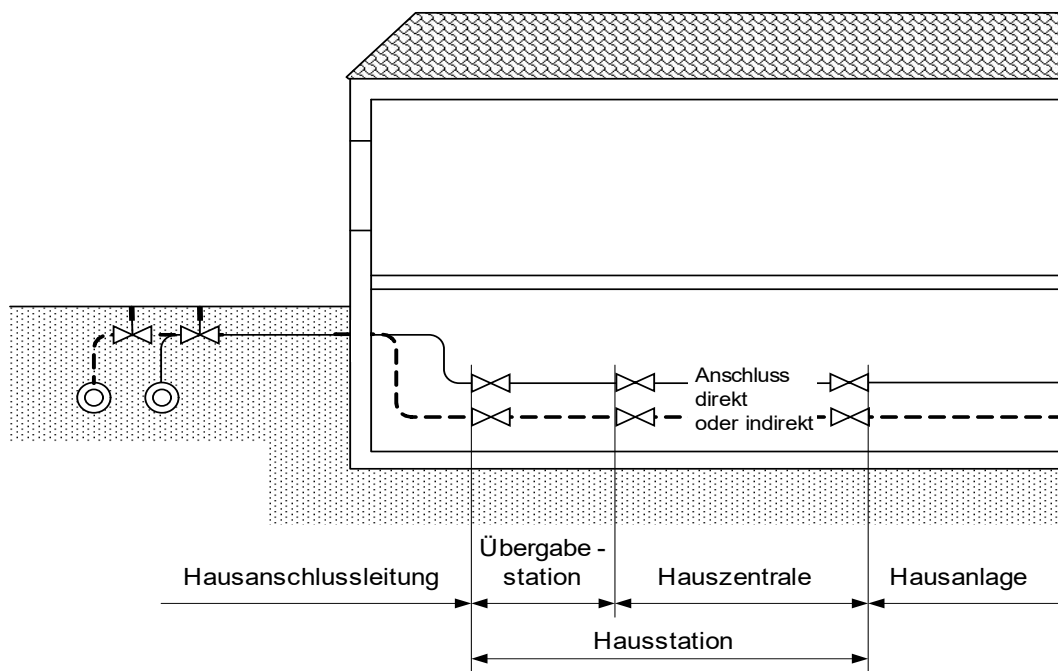 Anschluss
direkt
oder indirekt
Übergabe -
station
Hausanschlussleitung
Hauszentrale
Hausanlage
Hausstation